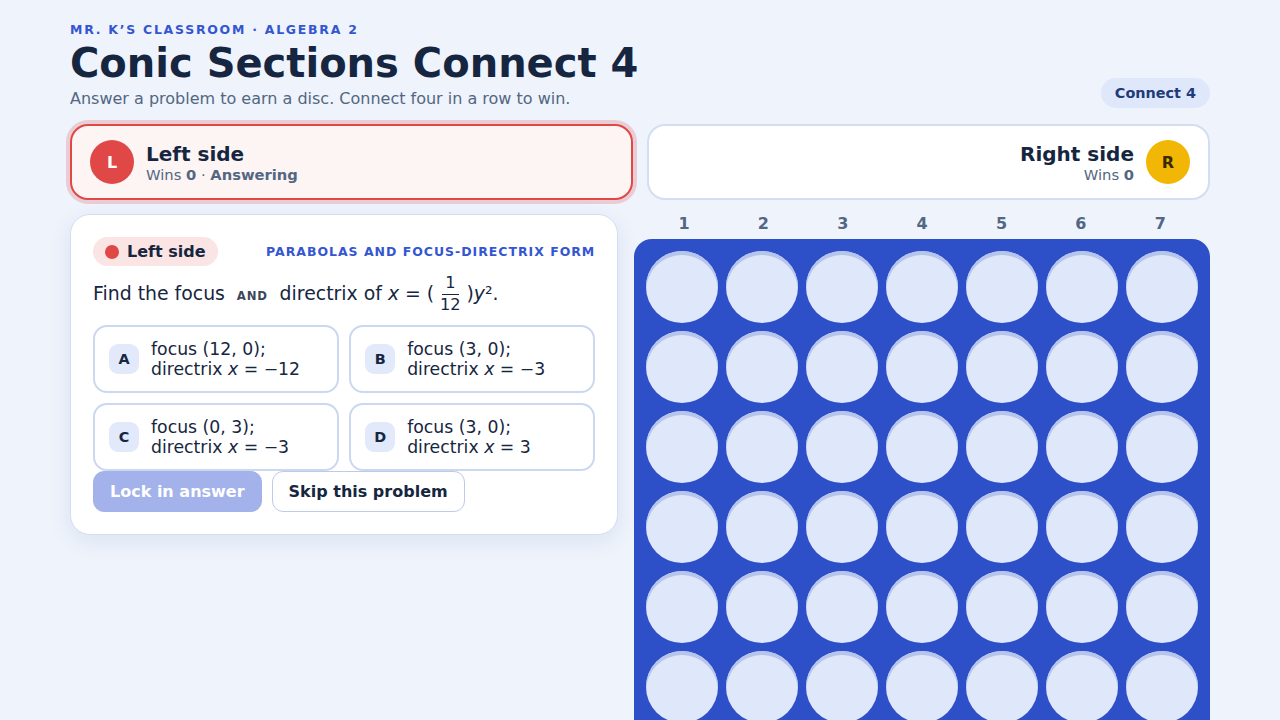 MR. K’S CLASSROOM · ALGEBRA 2
Conic Sections Connect 4
Answer a problem to earn a disc. Connect four in a row to win.
Connect 4
L
Left side
Wins 0 · Answering
Right side
Wins 0
R
Left side
PARABOLAS AND FOCUS-DIRECTRIX FORM
Find the focus AND directrix of x = (1/12)y².
A
focus (12, 0);
directrix x = −12
B
focus (3, 0);
directrix x = −3
C
focus (0, 3);
directrix x = −3
D
focus (3, 0);
directrix x = 3
Lock in answer
Skip this problem
1 2 3 4 5 6 7